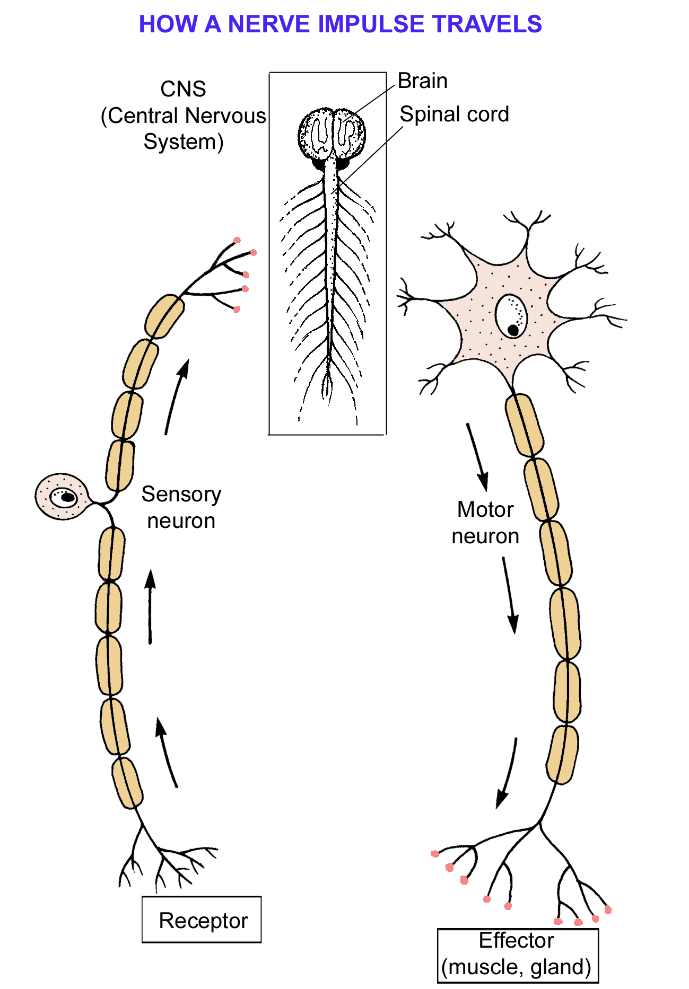 HOW A NERVE IMPULSE TRAVELS
CNS
(Central Nervous
System)
Brain
Spinal cord
Sensory
neuron
Motor
neuron
Receptor
Effector
(muscle, gland)